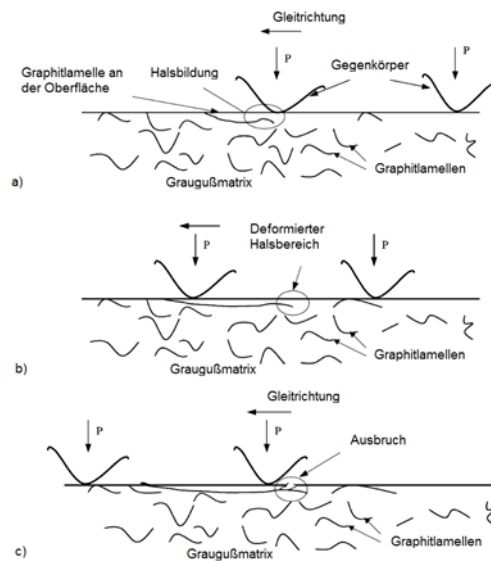 Gleitrichtung
P
P
Graphitlamelle an
der Oberfläche
Halsbildung
Gegenkörper
Graphitlamellen
Graugußmatrix
a)
P
Deformierter
Halsbereich
P
Graphitlamellen
Graugußmatrix
b)
Gleitrichtung
P
P
Ausbruch
Graphitlamellen
Graugußmatrix
c)